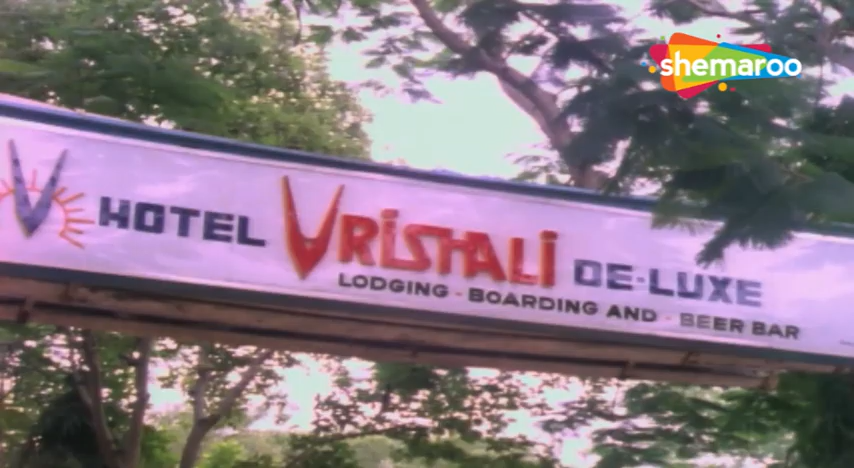 shemaroo
V HOTEL VRISHALI DE-LUXE
LODGING - BOARDING AND - BEER BAR